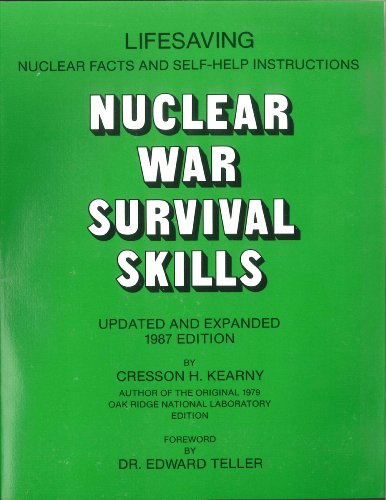 LIFESAVING
NUCLEAR FACTS AND SELF-HELP INSTRUCTIONS
NUCLEAR
WAR
SURVIVAL
SKILLS
UPDATED AND EXPANDED
1987 EDITION
BY
CRESSON H. KEARNY
AUTHOR OF THE ORIGINAL 1979
OAK RIDGE NATIONAL LABORATORY
EDITION
FOREWORD
BY
DR. EDWARD TELLER